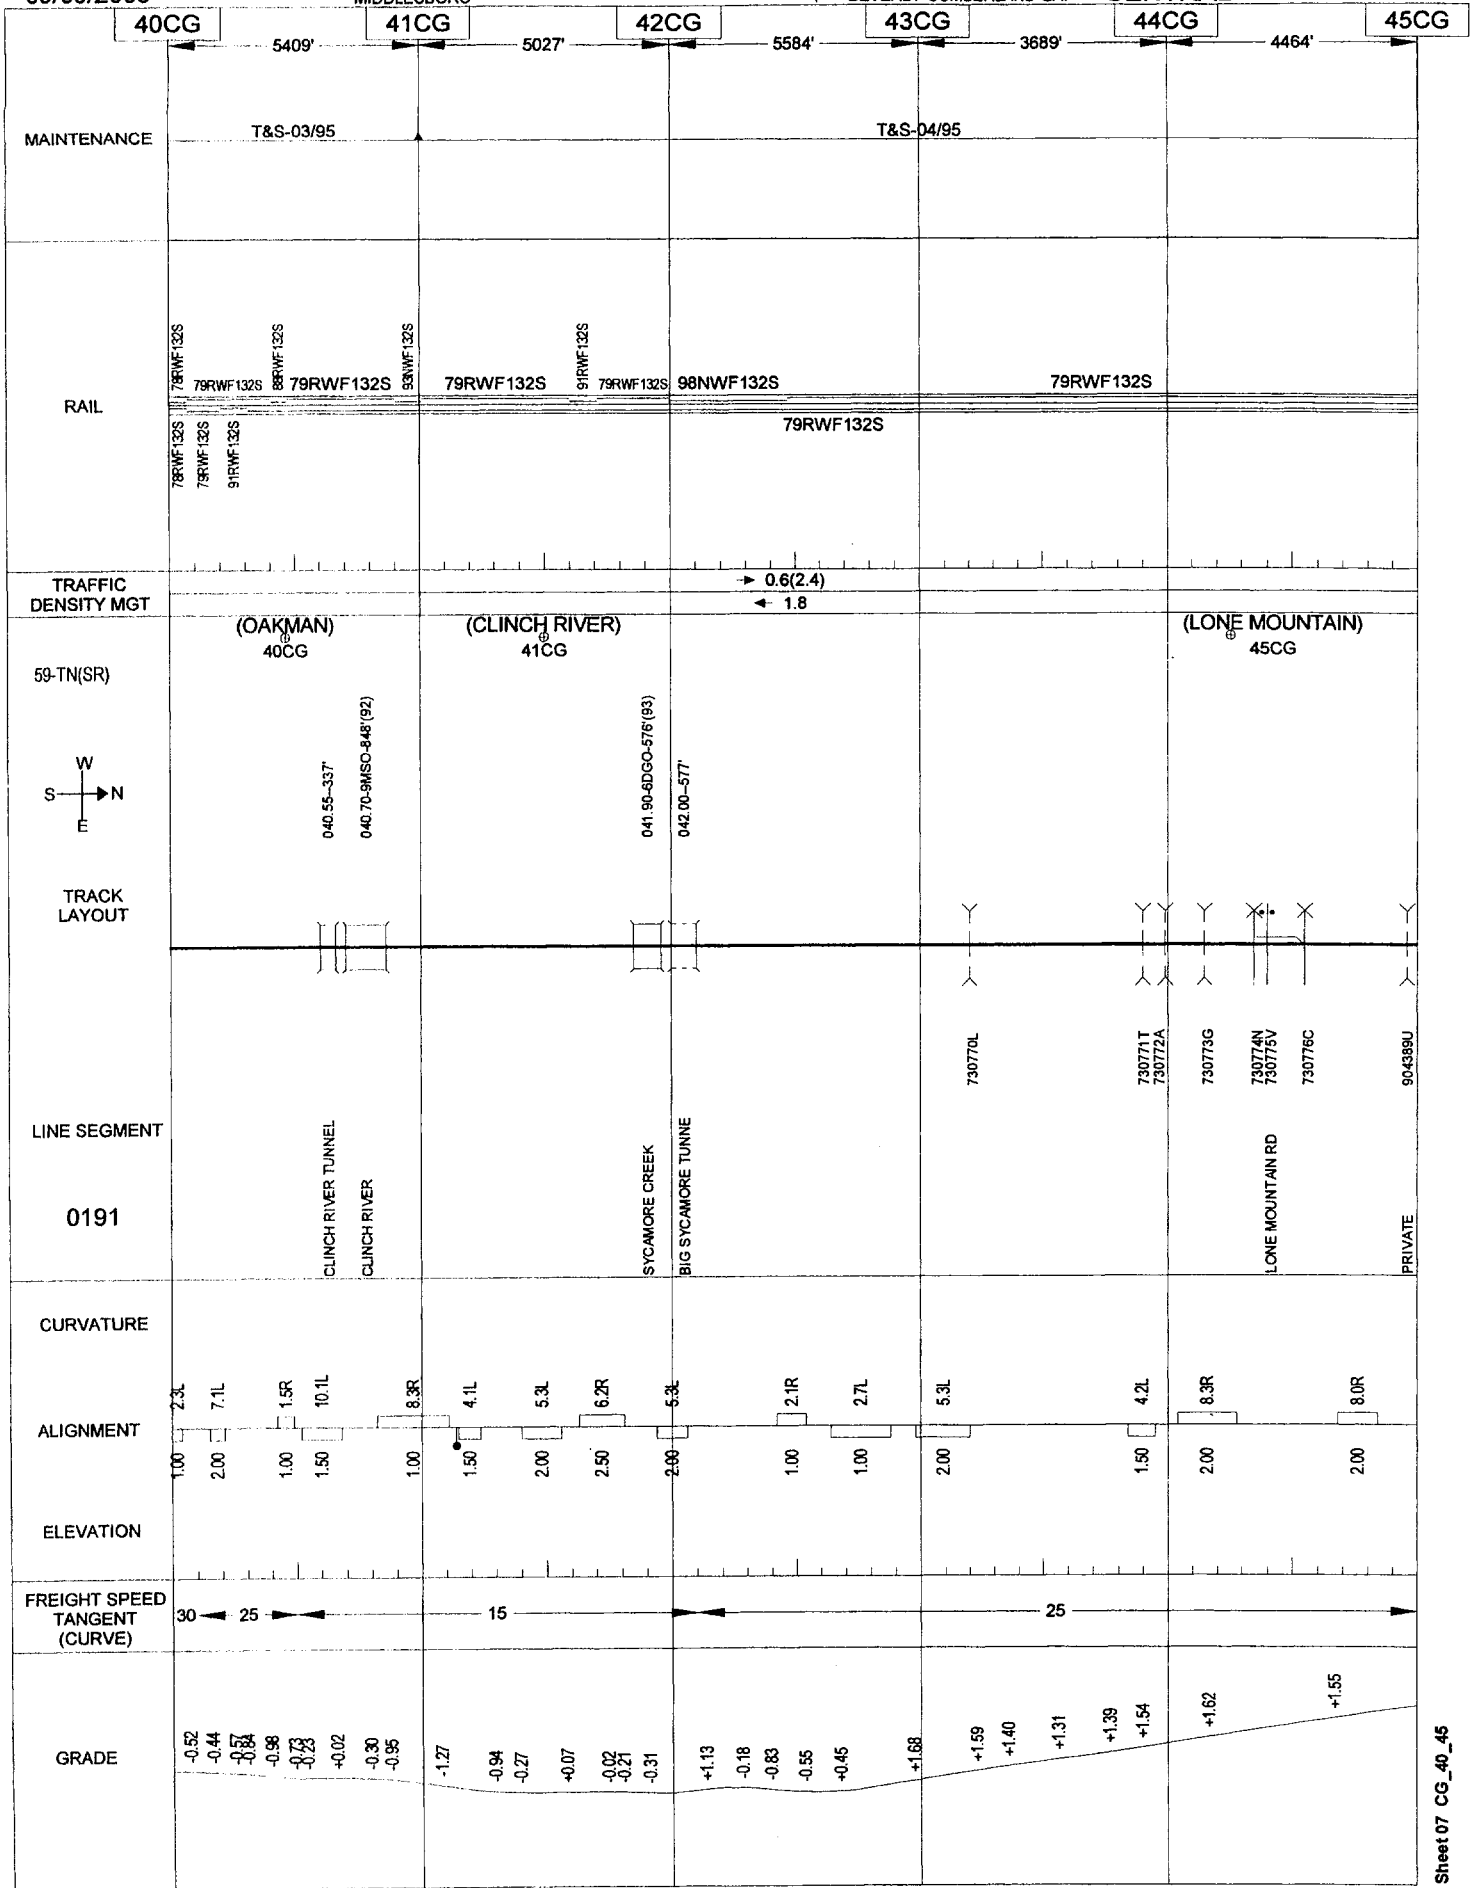 MIDDLESBORO
40CG 41CG 42CG 43CG 44CG 45CG
5409' 5027' 5584' 3689' 4464'
MAINTENANCE
T&S-03/95 T&S-04/95
RAIL
78RWF132S 79RWF132S 88RWF132S 79RWF132S 93NWF132S 79RWF132S 91RWF132S 79RWF132S 98NWF132S 79RWF132S
79RWF132S
78RWF132S 79RWF132S 91RWF132S
TRAFFIC
DENSITY MGT
0.6(2.4)
1.8
(OAKMAN) (CLINCH RIVER) (LONE MOUNTAIN)
40CG 41CG 45CG
59-TN(SR)
W
S N
E
040.55--337'
040.70-9MSO-848'(92)
041.90-6DGO-576'(93)
042.00--577'
TRACK
LAYOUT
730770L
730771T
730772A
730773G
730774N
730775V
730776C
904389U
LINE SEGMENT
0191
CLINCH RIVER TUNNEL
CLINCH RIVER
SYCAMORE CREEK
BIG SYCAMORE TUNNE
LONE MOUNTAIN RD
PRIVATE
CURVATURE
2.3L 7.1L 1.5R 10.1L 8.3R 4.1L 5.3L 6.2R 5.3L 2.1R 2.7L 5.3L 4.2L 8.3R 8.0R
ALIGNMENT
1.00 2.00 1.00 1.50 1.00 1.50 2.00 2.50 2.00 1.00 1.00 2.00 1.50 2.00 2.00
ELEVATION
FREIGHT SPEED
TANGENT
(CURVE)
30 25 15 25
GRADE
-0.52 -0.44 -0.57 -0.84 -0.98 -0.73 -0.23 +0.02 -0.30 -0.95 -1.27 -0.94 -0.27 +0.07 -0.02 -0.21 -0.31 +1.13 -0.18 -0.83 -0.55 +0.45 +1.68 +1.59 +1.40 +1.31 +1.39 +1.54 +1.62 +1.55
Sheet 07 CG_40_45